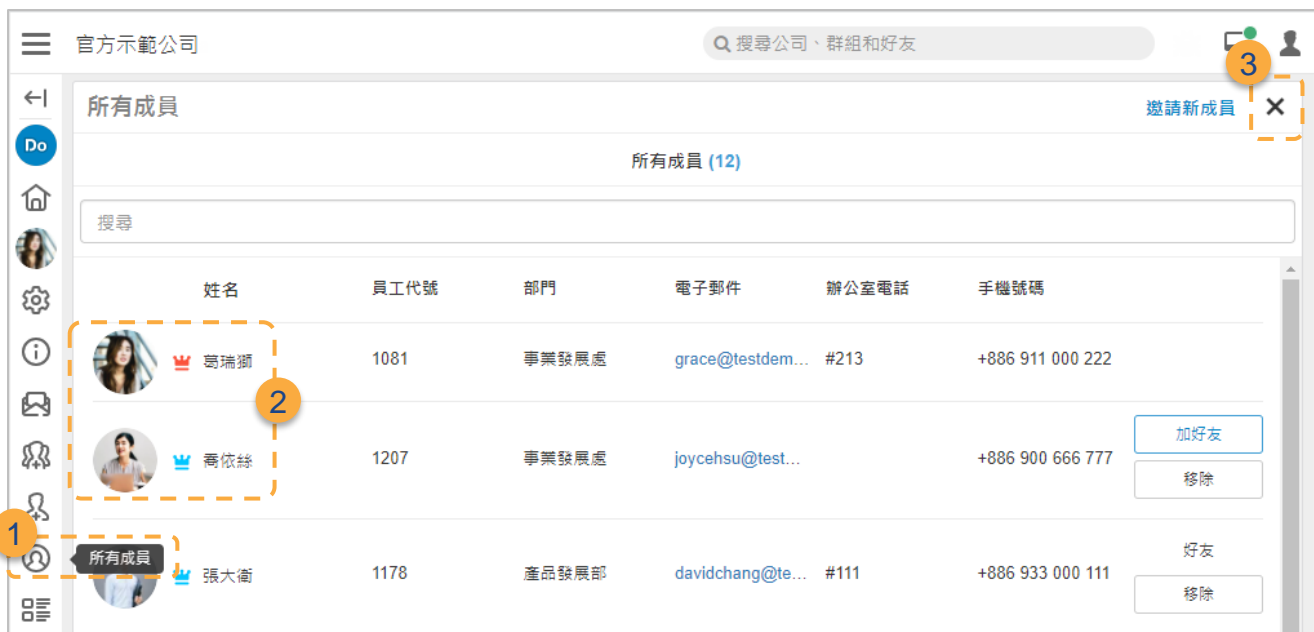 官方示範公司
搜尋公司、群組和好友
3
所有成員
邀請新成員
Do
所有成員 (12)
搜尋
姓名 員工代號 部門 電子郵件 辦公室電話 手機號碼
葛瑞獅 1081 事業發展處 grace@testdem... #213 +886 911 000 222
2
喬依絲 1207 事業發展處 joycehsu@test... +886 900 666 777
加好友
移除
1
所有成員
張大衛 1178 產品發展部 davidchang@te... #111 +886 933 000 111
好友
移除